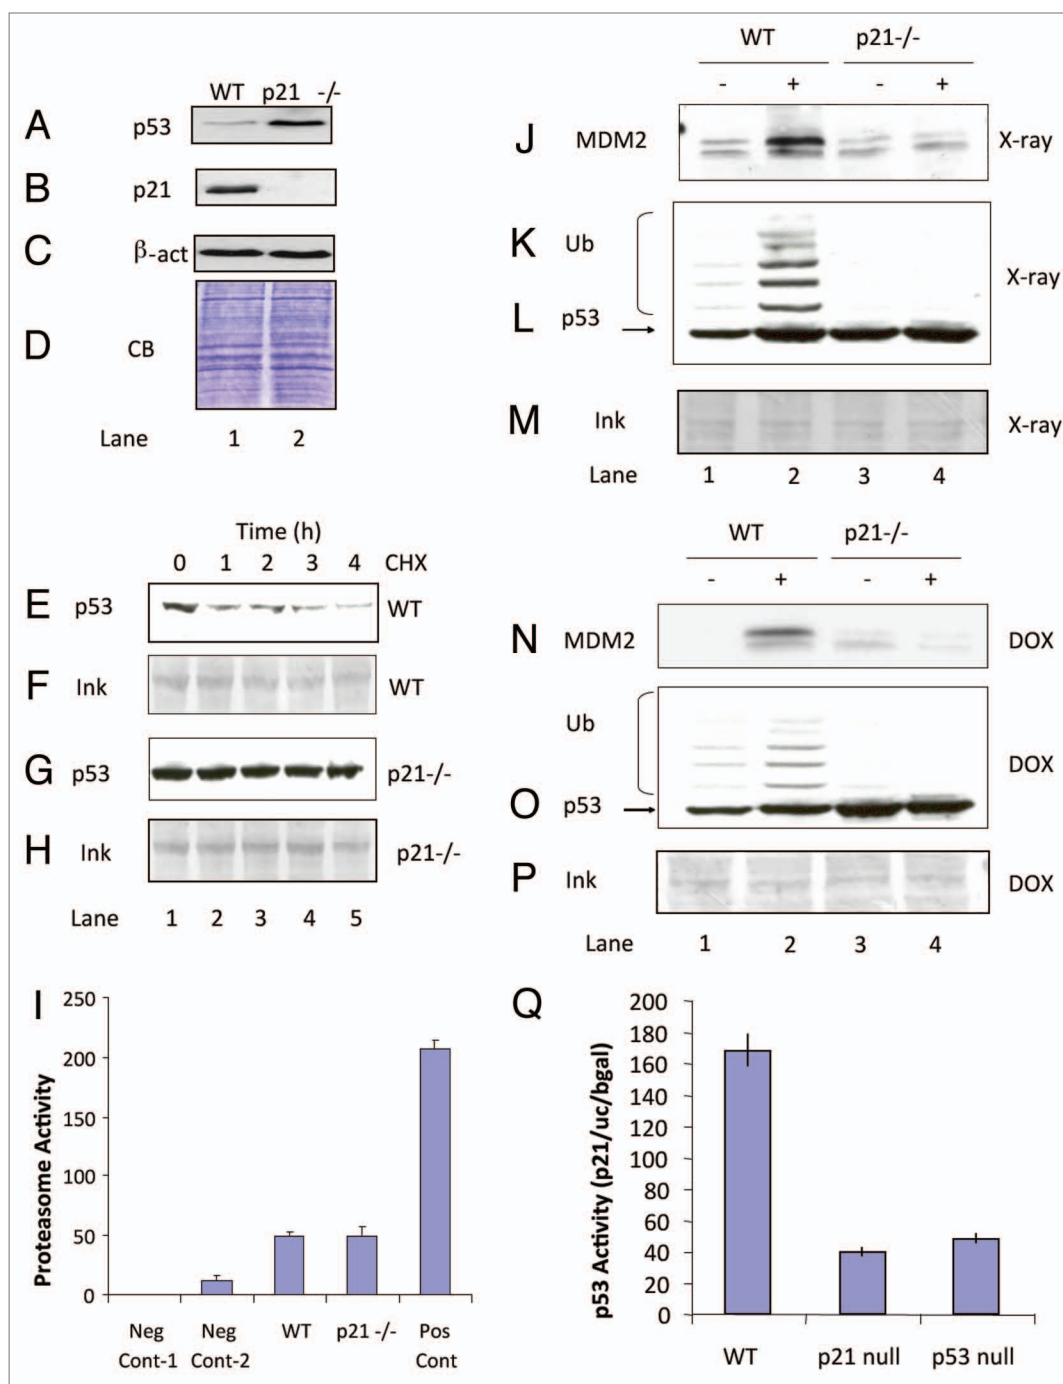 WT p21 -/-
A p53
B p21
C β-act
D CB
Lane 1 2
Time (h)
0 1 2 3 4 CHX
E p53 WT
F Ink WT
G p53 p21-/-
H Ink p21-/-
Lane 1 2 3 4 5
I
Proteasome Activity
250
200
150
100
50
0
Neg Cont-1
Neg Cont-2
WT
p21 -/-
Pos Cont
WT p21-/-
- + - +
J MDM2 X-ray
K Ub X-ray
L p53
M Ink X-ray
Lane 1 2 3 4
WT p21-/-
- + - +
N MDM2 DOX
Ub DOX
O p53
P Ink DOX
Lane 1 2 3 4
Q
p53 Activity (p21/uc/bgal)
200
180
160
140
120
100
80
60
40
20
0
WT p21 null p53 null